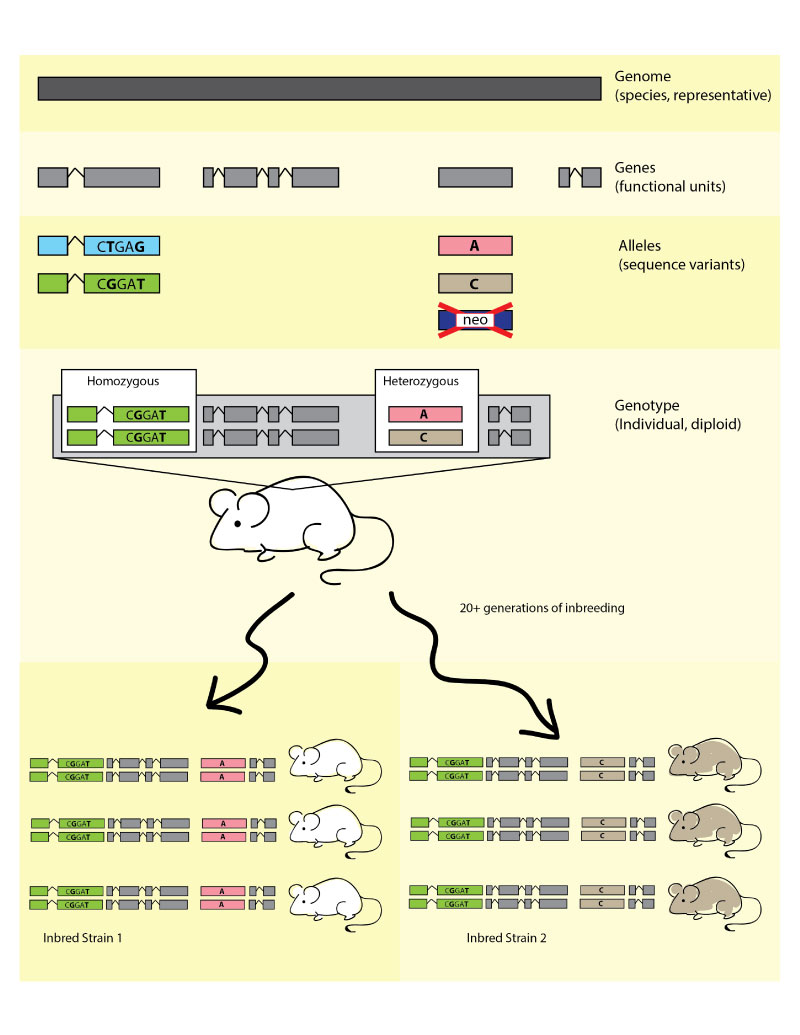 Genome
(species, representative)
Genes
(functional units)
CTGAG
A
Alleles
(sequence variants)
CGGAT
C
neo
Homozygous
Heterozygous
CGGAT
A
Genotype
(Individual, diploid)
CGGAT
C
20+ generations of inbreeding
CGGAT
A
CGGAT
A
CGGAT
A
CGGAT
A
CGGAT
A
CGGAT
A
Inbred Strain 1
CGGAT
C
CGGAT
C
CGGAT
C
CGGAT
C
CGGAT
C
CGGAT
C
Inbred Strain 2